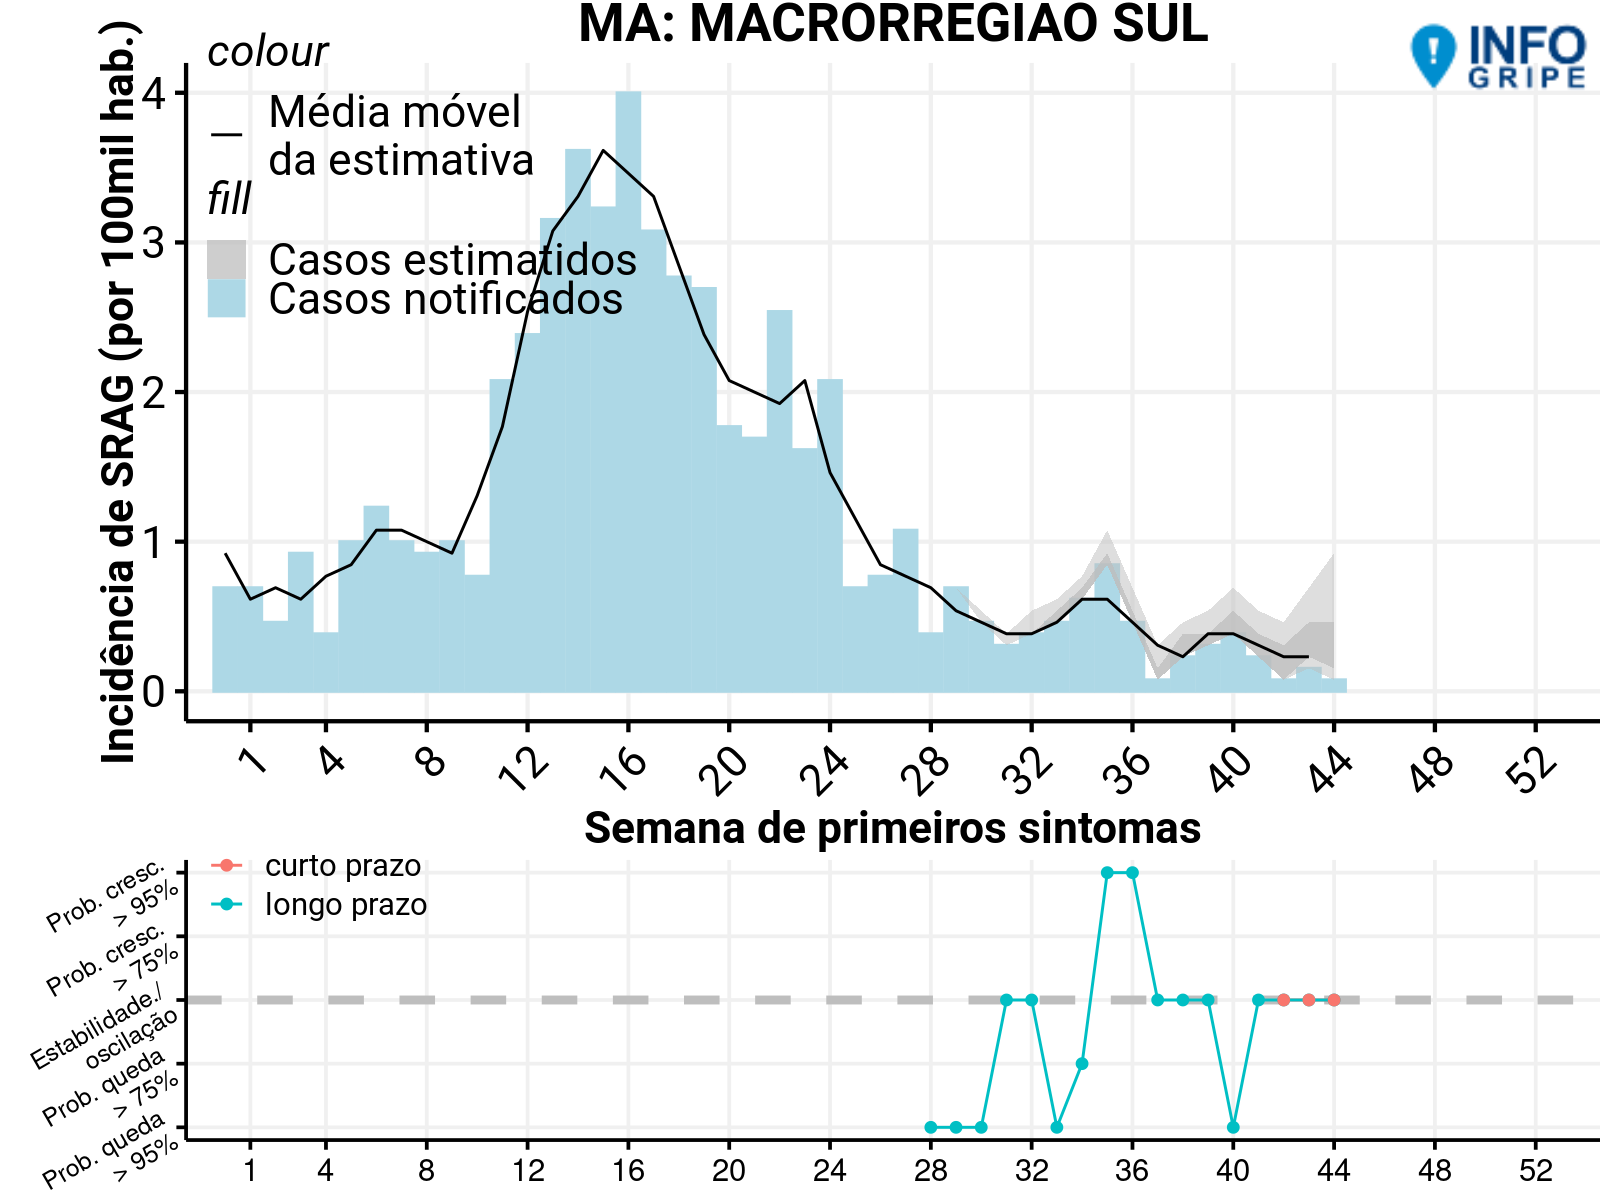 MA: MACRORREGIAO SUL
INFO
GRIPE
Incidência de SRAG (por 100mil hab.)
colour
Média móvel
da estimativa
fill
Casos estimatidos
Casos notificados
4
3
2
1
0
1 4 8 12 16 20 24 28 32 36 40 44 48 52
Semana de primeiros sintomas
curto prazo
longo prazo
Prob. cresc.
> 95%
Prob. cresc.
> 75%
Estabilidade./
oscilação
Prob. queda
> 75%
Prob. queda
> 95%
1 4 8 12 16 20 24 28 32 36 40 44 48 52